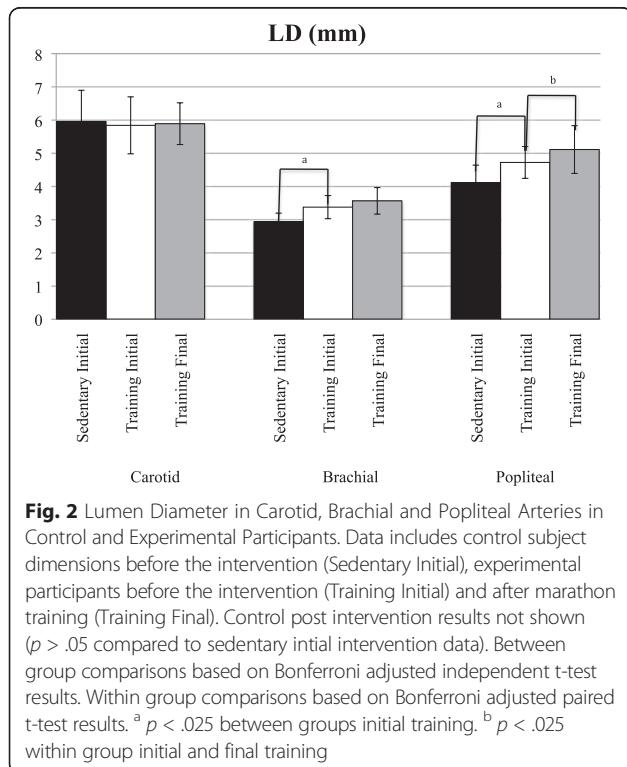 LD (mm)
8
7
6
5
4
3
2
1
0
a
a
b
Sedentary Initial
Training Initial
Training Final
Sedentary Initial
Training Initial
Training Final
Sedentary Initial
Training Initial
Training Final
Carotid Brachial Popliteal
Fig. 2 Lumen Diameter in Carotid, Brachial and Popliteal Arteries in
Control and Experimental Participants. Data includes control subject
dimensions before the intervention (Sedentary Initial), experimental
participants before the intervention (Training Initial) and after marathon
training (Training Final). Control post intervention results not shown
(p > .05 compared to sedentary intial intervention data). Between
group comparisons based on Bonferroni adjusted independent t-test
results. Within group comparisons based on Bonferroni adjusted paired
t-test results. a p < .025 between groups initial training. b p < .025
within group initial and final training